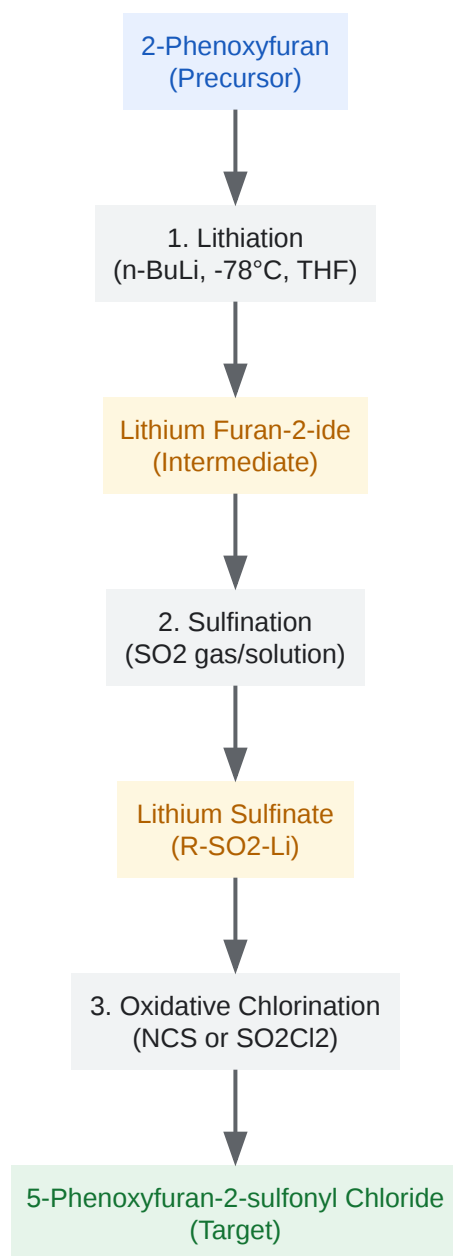 2-Phenoxyfuran
(Precursor)
1. Lithiation
(n-BuLi, -78°C, THF)
Lithium Furan-2-ide
(Intermediate)
2. Sulfination
(SO2 gas/solution)
Lithium Sulfinate
(R-SO2-Li)
3. Oxidative Chlorination
(NCS or SO2Cl2)
5-Phenoxyfuran-2-sulfonyl Chloride
(Target)